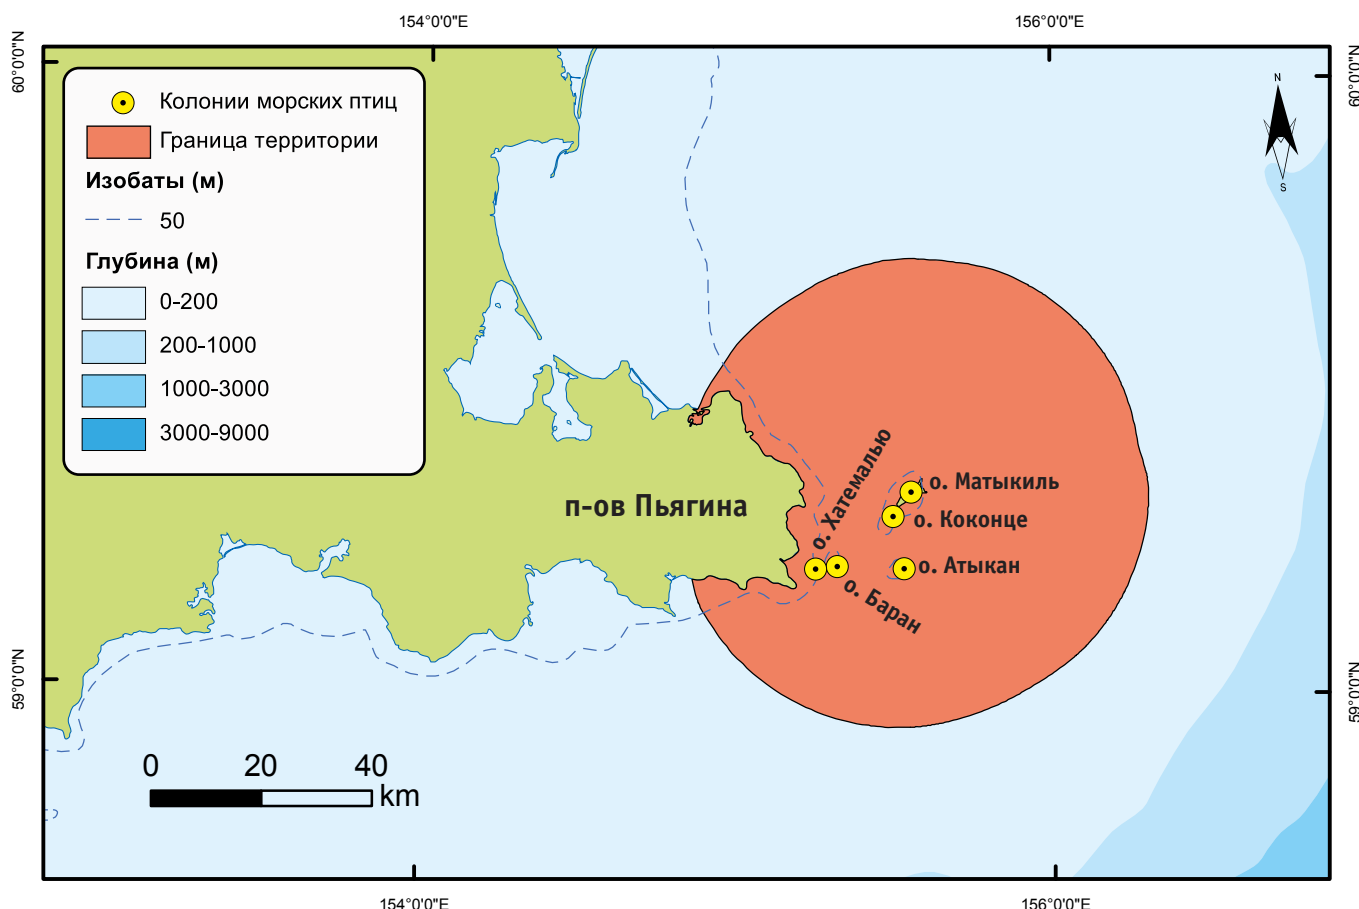 154°0'0"E
156°0'0"E
60°0'0"N
60°0'0"N
Колонии морских птиц
Граница территории
Изобаты (м)
50
Глубина (м)
0-200
200-1000
1000-3000
3000-9000
N
S
о. Хатемалью
о. Матыкиль
п-ов Пьягина
о. Коконце
о. Атыкан
о. Баран
59°0'0"N
59°0'0"N
0 20 40
km
154°0'0"E
156°0'0"E